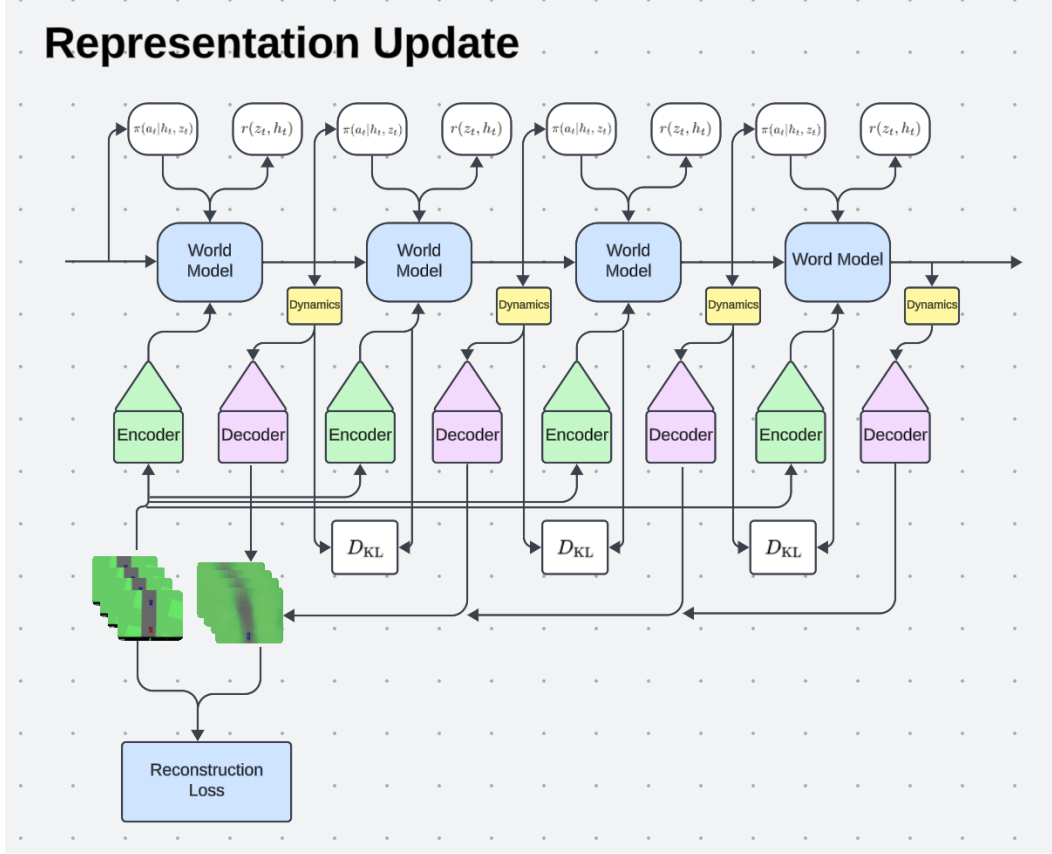 Representation Update
π(a_t|h_t, z_t)
r(z_t, h_t)
π(a_t|h_t, z_t)
r(z_t, h_t)
π(a_t|h_t, z_t)
r(z_t, h_t)
π(a_t|h_t, z_t)
r(z_t, h_t)
World
Model
World
Model
World
Model
Word Model
Dynamics
Dynamics
Dynamics
Dynamics
Encoder
Decoder
Encoder
Decoder
Encoder
Decoder
Encoder
Decoder
D_KL
D_KL
D_KL
Reconstruction
Loss